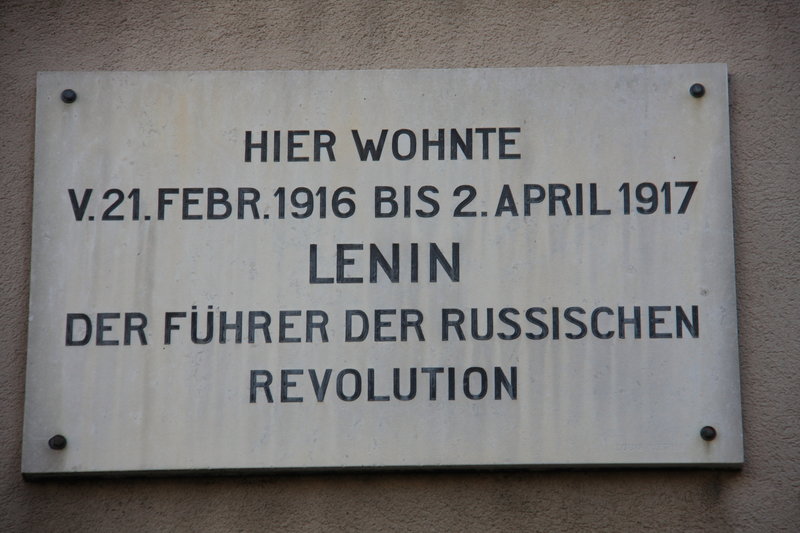 HIER WOHNTE
V. 21. FEBR. 1916 BIS 2. APRIL 1917
LENIN
DER FÜHRER DER RUSSISCHEN
REVOLUTION